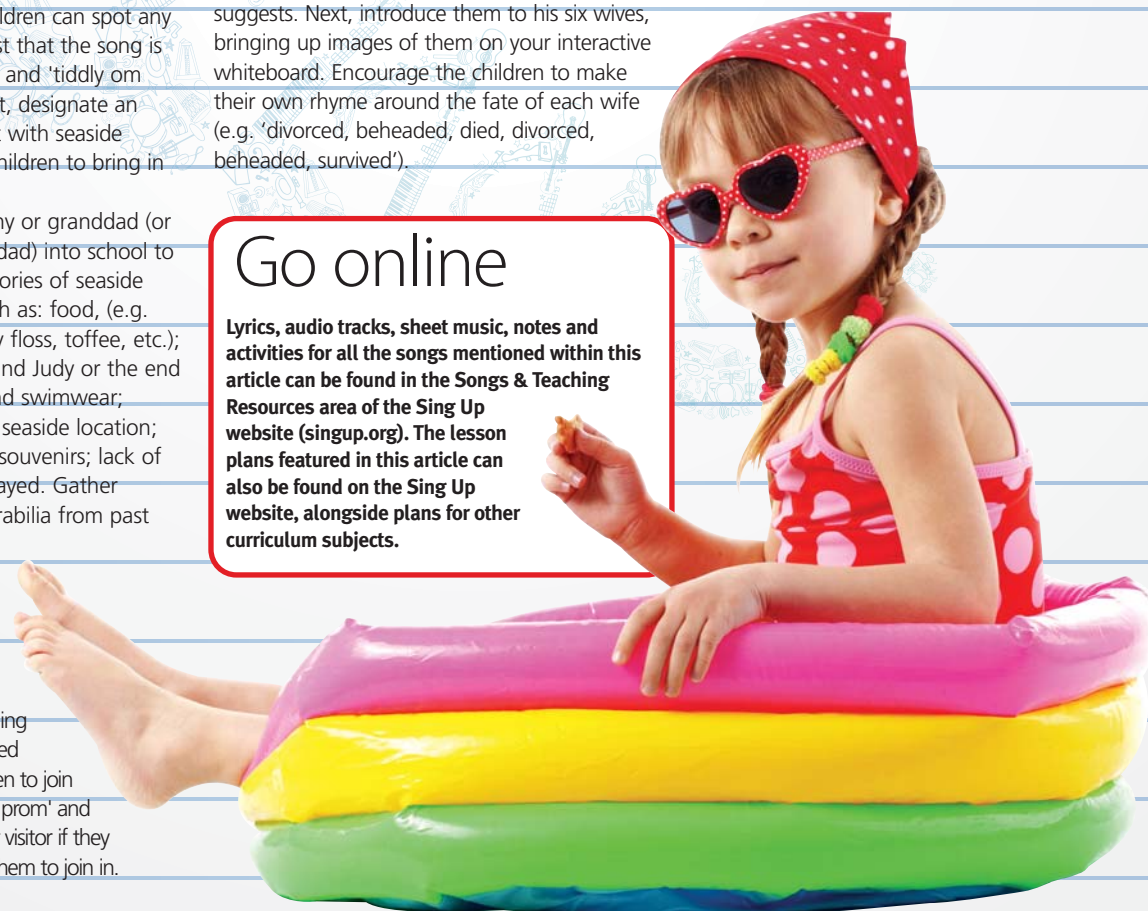 ldren can spot any
st that the song is
and 'tiddly om
t, designate an
with seaside
hildren to bring in
ny or granddad (or
dad) into school to
ories of seaside
h as: food, (e.g.
y floss, toffee, etc.);
nd Judy or the end
d swimwear;
seaside location;
souvenirs; lack of
ayed. Gather
rabilia from past
ing
ed
en to join
prom' and
visitor if they
hem to join in.
suggests. Next, introduce them to his six wives,
bringing up images of them on your interactive
whiteboard. Encourage the children to make
their own rhyme around the fate of each wife
(e.g. ‘divorced, beheaded, died, divorced,
beheaded, survived’).
Go online
Lyrics, audio tracks, sheet music, notes and
activities for all the songs mentioned within this
article can be found in the Songs & Teaching
Resources area of the Sing Up
website (singup.org). The lesson
plans featured in this article can
also be found on the Sing Up
website, alongside plans for other
curriculum subjects.